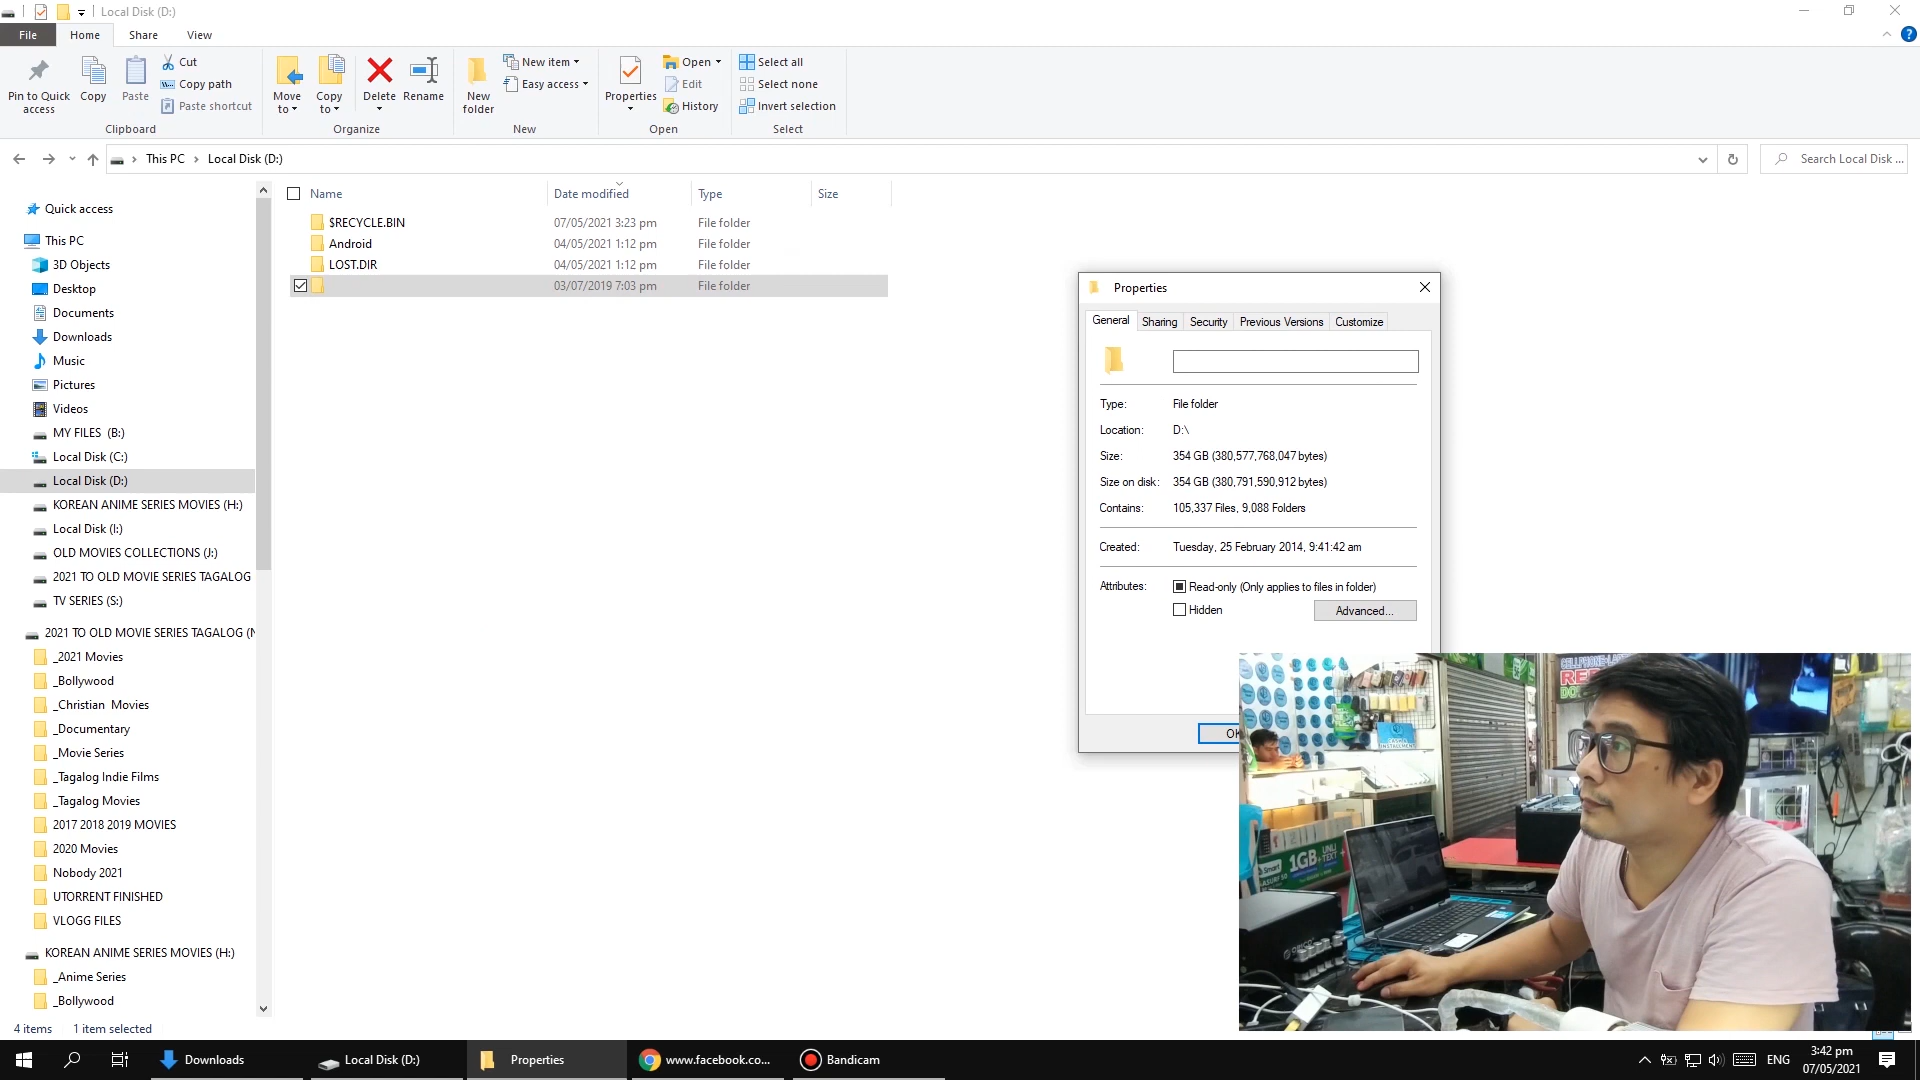 Local Disk (D:)
File
Home
Share
View
Pin to Quick access
Copy
Paste
Cut
Copy path
Paste shortcut
Clipboard
Move to
Copy to
Delete
Rename
Organize
New folder
New item
Easy access
New
Properties
Open
Edit
History
Open
Select all
Select none
Invert selection
Select
This PC
Local Disk (D:)
Search Local Disk ...
Name
Date modified
Type
Size
$RECYCLE.BIN 07/05/2021 3:23 pm File folder
Android 04/05/2021 1:12 pm File folder
LOST.DIR 04/05/2021 1:12 pm File folder
03/07/2019 7:03 pm File folder
Quick access
This PC
3D Objects
Desktop
Documents
Downloads
Music
Pictures
Videos
MY FILES (B:)
Local Disk (C:)
Local Disk (D:)
KOREAN ANIME SERIES MOVIES (H:)
Local Disk (I:)
OLD MOVIES COLLECTIONS (J:)
2021 TO OLD MOVIE SERIES TAGALOG
TV SERIES (S:)
2021 TO OLD MOVIE SERIES TAGALOG (N
_2021 Movies
_Bollywood
_Christian Movies
_Documentary
_Movie Series
_Tagalog Indie Films
_Tagalog Movies
2017 2018 2019 MOVIES
2020 Movies
Nobody 2021
UTORRENT FINISHED
VLOGG FILES
KOREAN ANIME SERIES MOVIES (H:)
_Anime Series
_Bollywood
4 items
1 item selected
Properties
General
Sharing
Security
Previous Versions
Customize
Type: File folder
Location: D:\
Size: 354 GB (380,577,768,047 bytes)
Size on disk: 354 GB (380,791,590,912 bytes)
Contains: 105,337 Files, 9,088 Folders
Created: Tuesday, 25 February 2014, 9:41:42 am
Attributes:
Read-only (Only applies to files in folder)
Hidden
Advanced...
OK
INSTALLMENT
Smart
1GB+
UNLI
TEXT
ORICO
Downloads
Local Disk (D:)
Properties
www.facebook.co...
Bandicam
ENG
3:42 pm
07/05/2021